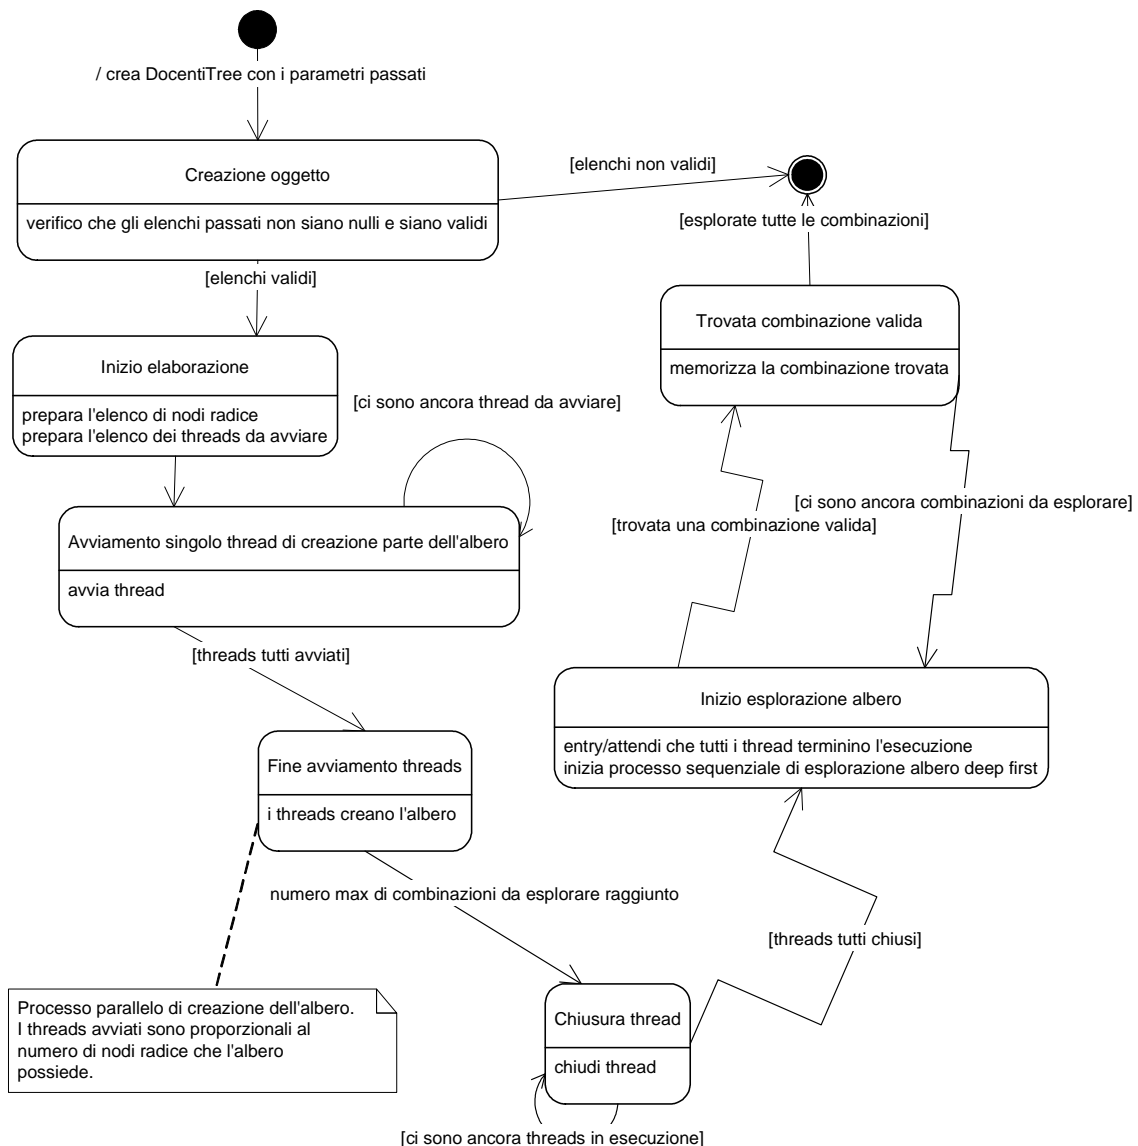 / crea DocentiTree con i parametri passati
Creazione oggetto
verifico che gli elenchi passati non siano nulli e siano validi
[elenchi non validi]
[esplorate tutte le combinazioni]
[elenchi validi]
Trovata combinazione valida
memorizza la combinazione trovata
Inizio elaborazione
prepara l'elenco di nodi radice
prepara l'elenco dei threads da avviare
[ci sono ancora thread da avviare]
[ci sono ancora combinazioni da esplorare]
[trovata una combinazione valida]
Avviamento singolo thread di creazione parte dell'albero
avvia thread
[threads tutti avviati]
Inizio esplorazione albero
entry/attendi che tutti i thread terminino l'esecuzione
inizia processo sequenziale di esplorazione albero deep first
Fine avviamento threads
i threads creano l'albero
numero max di combinazioni da esplorare raggiunto
[threads tutti chiusi]
Processo parallelo di creazione dell'albero.
I threads avviati sono proporzionali al
numero di nodi radice che l'albero
possiede.
Chiusura thread
chiudi thread
[ci sono ancora threads in esecuzione]